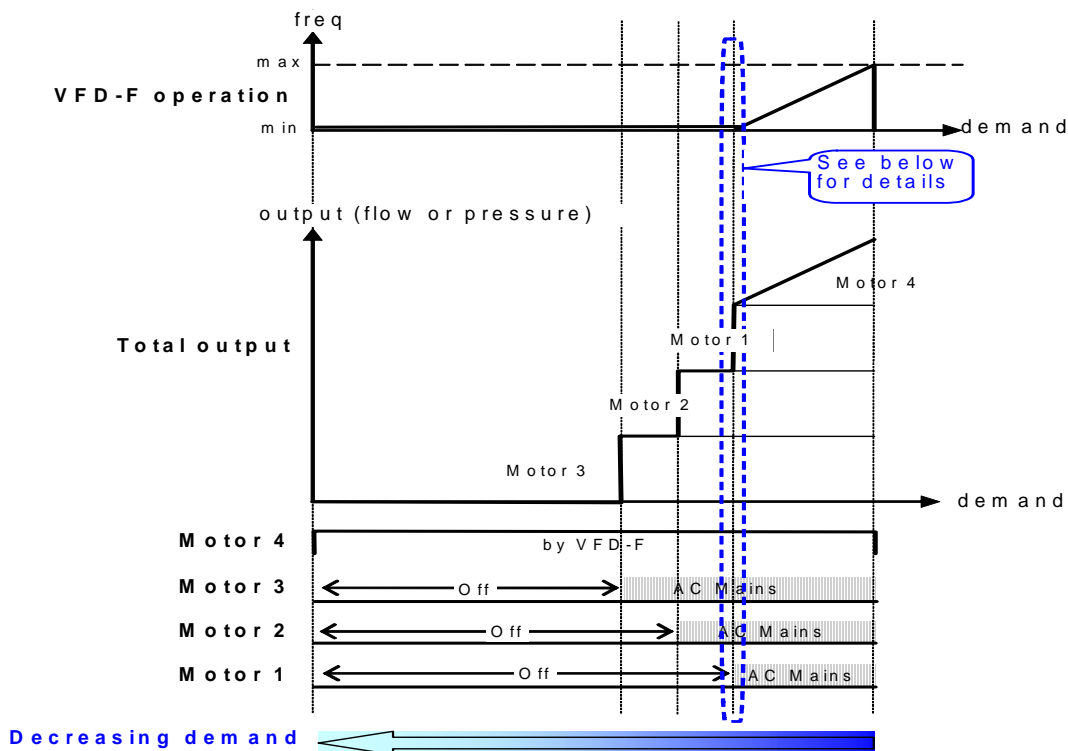 freq
max
VFD-F operation
min
demand
See below
for details
output (flow or pressure)
Motor 4
Motor 1
Total output
Motor 2
Motor 3
demand
Motor 4
by VFD-F
Motor 3
Off
AC Mains
Motor 2
Off
AC Mains
Motor 1
Off
AC Mains
Decreasing demand